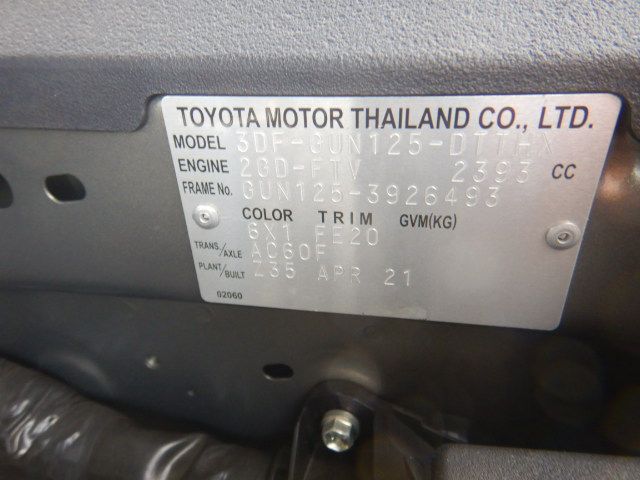 TOYOTA MOTOR THAILAND CO., LTD.
MODEL 3DF-GUN125-DTTHX
ENGINE 2GD-FTV 2393 CC
FRAME No. GUN125-3926493
COLOR TRIM GVM(KG)
6X1 FE20
TRANS./AXLE AC60F
PLANT/BUILT Z35 APR 21
02060